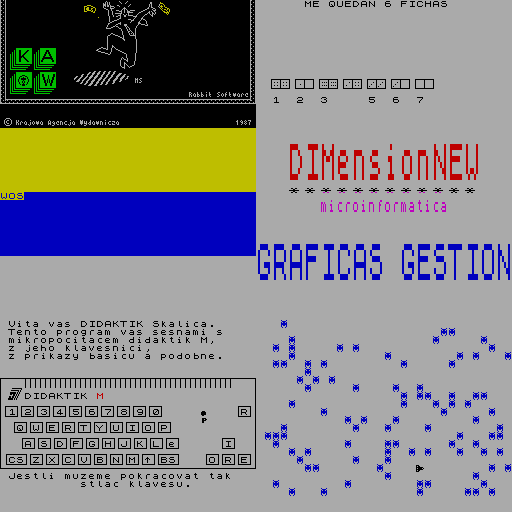 K A
W
MS
Rabbit Software
© Krajowa Agencja Wydawnicza 1987
WOS
ME QUEDAN 6 FICHAS
1 2 3 5 6 7
DIMensionNEW
* * * * * * * * * * * * *
microinformatica
GRAFICAS GESTION
Vita vas DIDAKTIK Skalica.
Tento program vas sesnami s
mikropocitacem didaktik M,
z jeho klavesnici,
z prikazy basicu a podobne.
DIDAKTIK M
1 2 3 4 5 6 7 8 9 0 R
P
Q W E R T Y U I O P
A S D F G H J K L e I
CS Z X C V B N M ↑ BS O R E
Jestli muzeme pokracovat tak
stlac klavesu.